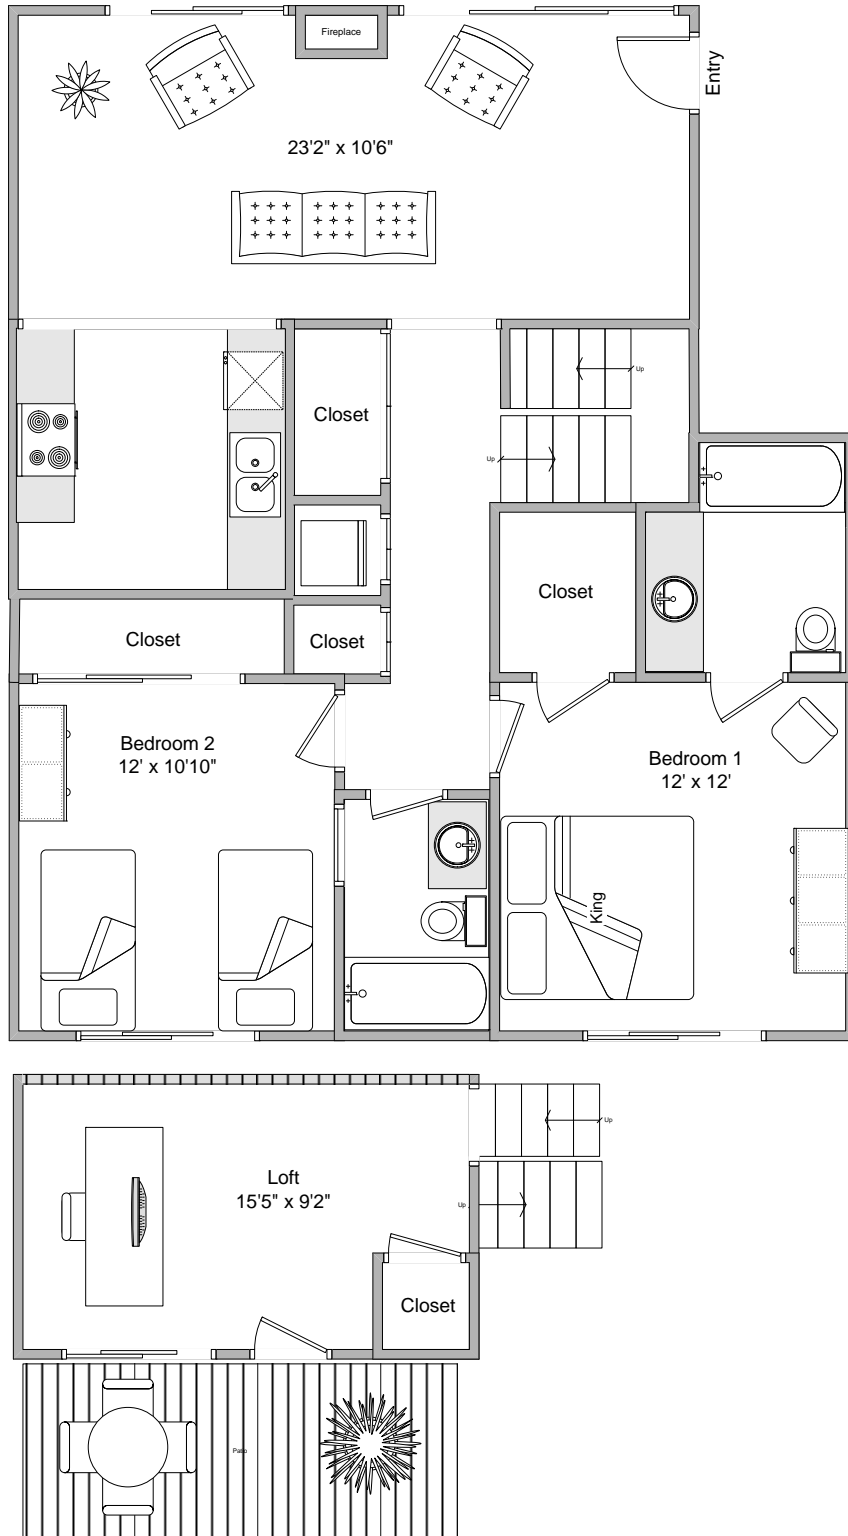 Fireplace
Entry
23'2" x 10'6"
Up
Closet
Up
Closet
Closet
Closet
Bedroom 2
12' x 10'10"
Bedroom 1
12' x 12'
King
Up
Loft
15'5" x 9'2"
Up
Closet
Patio